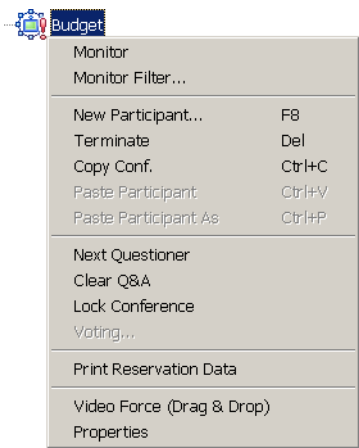 Budget
Monitor
Monitor Filter...
New Participant... F8
Terminate Del
Copy Conf. Ctrl+C
Paste Participant Ctrl+V
Paste Participant As Ctrl+P
Next Questioner
Clear Q&A
Lock Conference
Voting...
Print Reservation Data
Video Force (Drag & Drop)
Properties